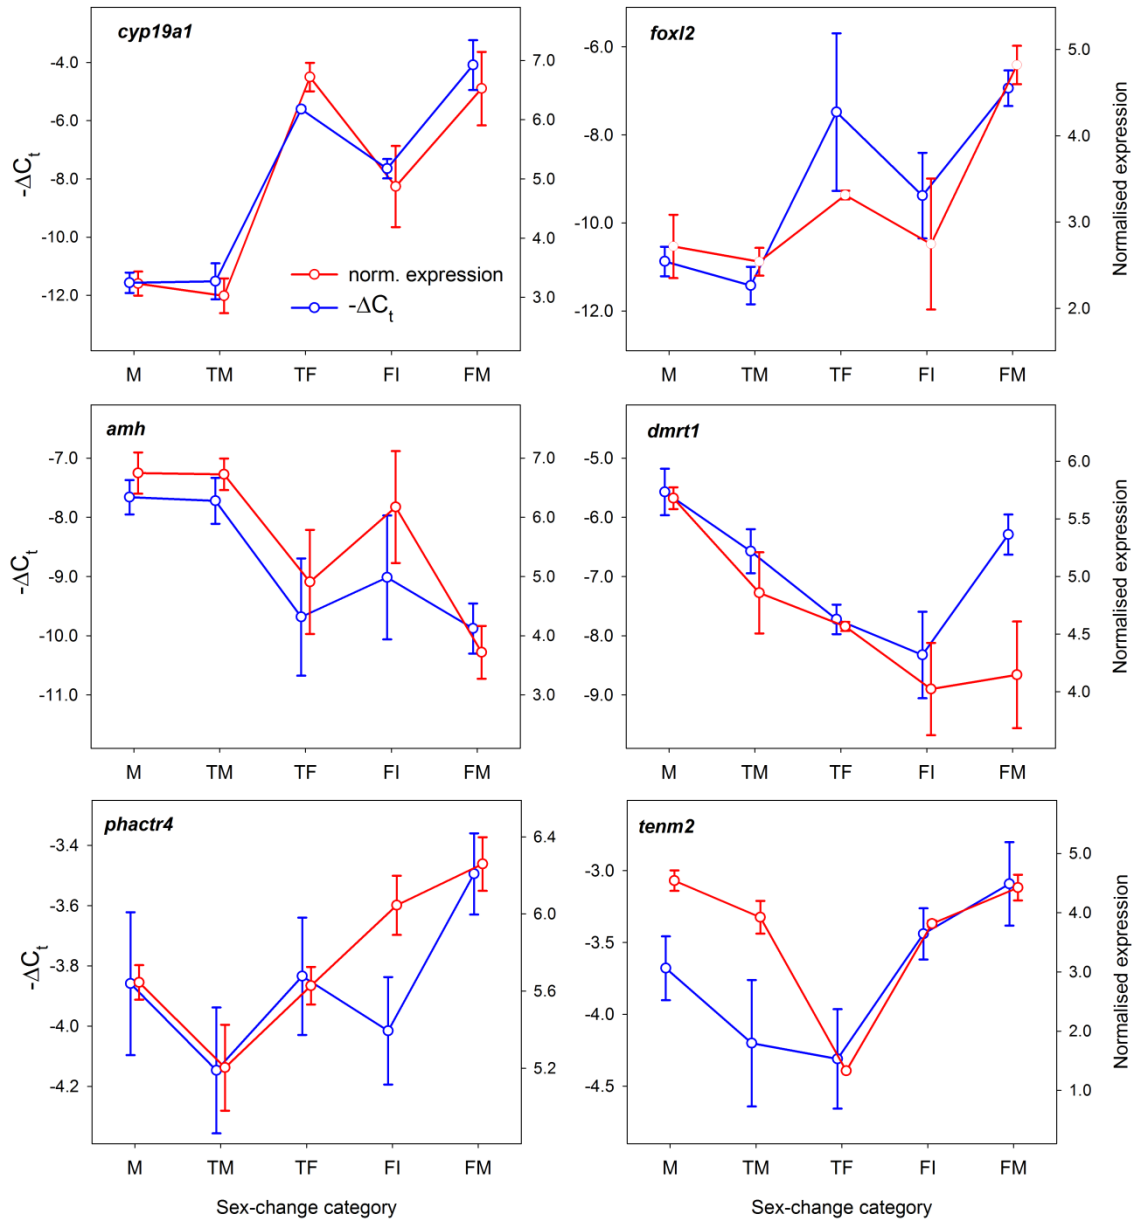 cyp19a1
-4.0
-6.0
-8.0
-10.0
-12.0
-ΔCt
7.0
6.0
5.0
4.0
3.0
norm. expression
-ΔCt
M TM TF FI FM
foxl2
-6.0
-8.0
-10.0
-12.0
5.0
4.0
3.0
2.0
Normalised expression
M TM TF FI FM
amh
-7.0
-8.0
-9.0
-10.0
-11.0
-ΔCt
7.0
6.0
5.0
4.0
3.0
M TM TF FI FM
dmrt1
-5.0
-6.0
-7.0
-8.0
-9.0
6.0
5.5
5.0
4.5
4.0
Normalised expression
M TM TF FI FM
phactr4
-3.4
-3.6
-3.8
-4.0
-4.2
-ΔCt
6.4
6.0
5.6
5.2
M TM TF FI FM
Sex-change category
tenm2
-3.0
-3.5
-4.0
-4.5
5.0
4.0
3.0
2.0
1.0
Normalised expression
M TM TF FI FM
Sex-change category